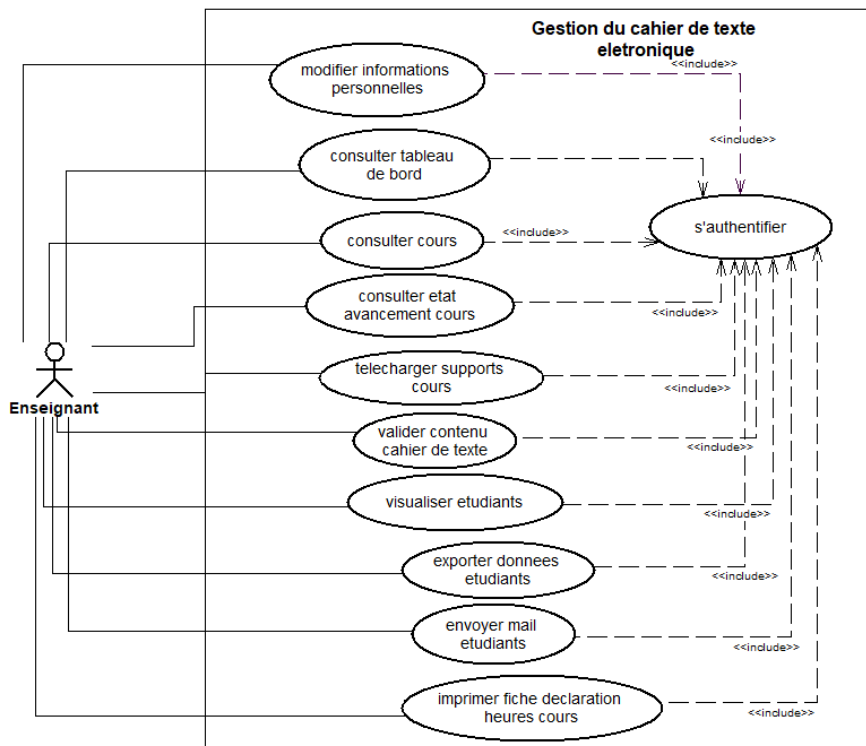 Gestion du cahier de texte
eletronique
<<include>>
modifier informations
personnelles
<<include>>
consulter tableau
de bord
s'authentifier
<<include>>
consulter cours
consulter etat
avancement cours
<<include>>
telecharger supports
cours
<<include>>
Enseignant
valider contenu
cahier de texte
<<include>>
visualiser etudiants
<<include>>
exporter donnees
etudiants
<<include>>
envoyer mail
etudiants
<<include>>
imprimer fiche declaration
heures cours
<<include>>